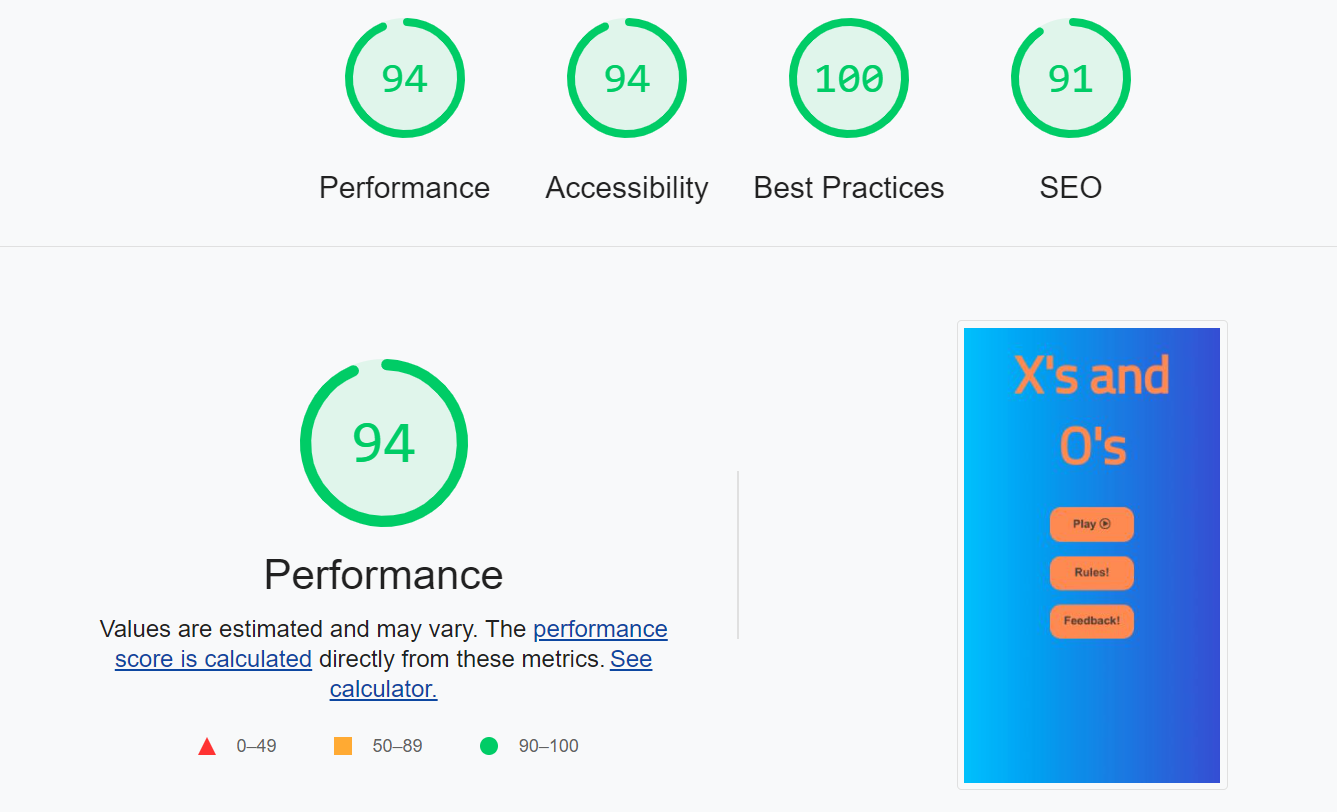 94
94
100
91
Performance
Accessibility
Best Practices
SEO
94
Performance
Values are estimated and may vary. The performance
score is calculated directly from these metrics. See
calculator.
0–49
50–89
90–100
X's and
O's
Play
Rules!
Feedback!